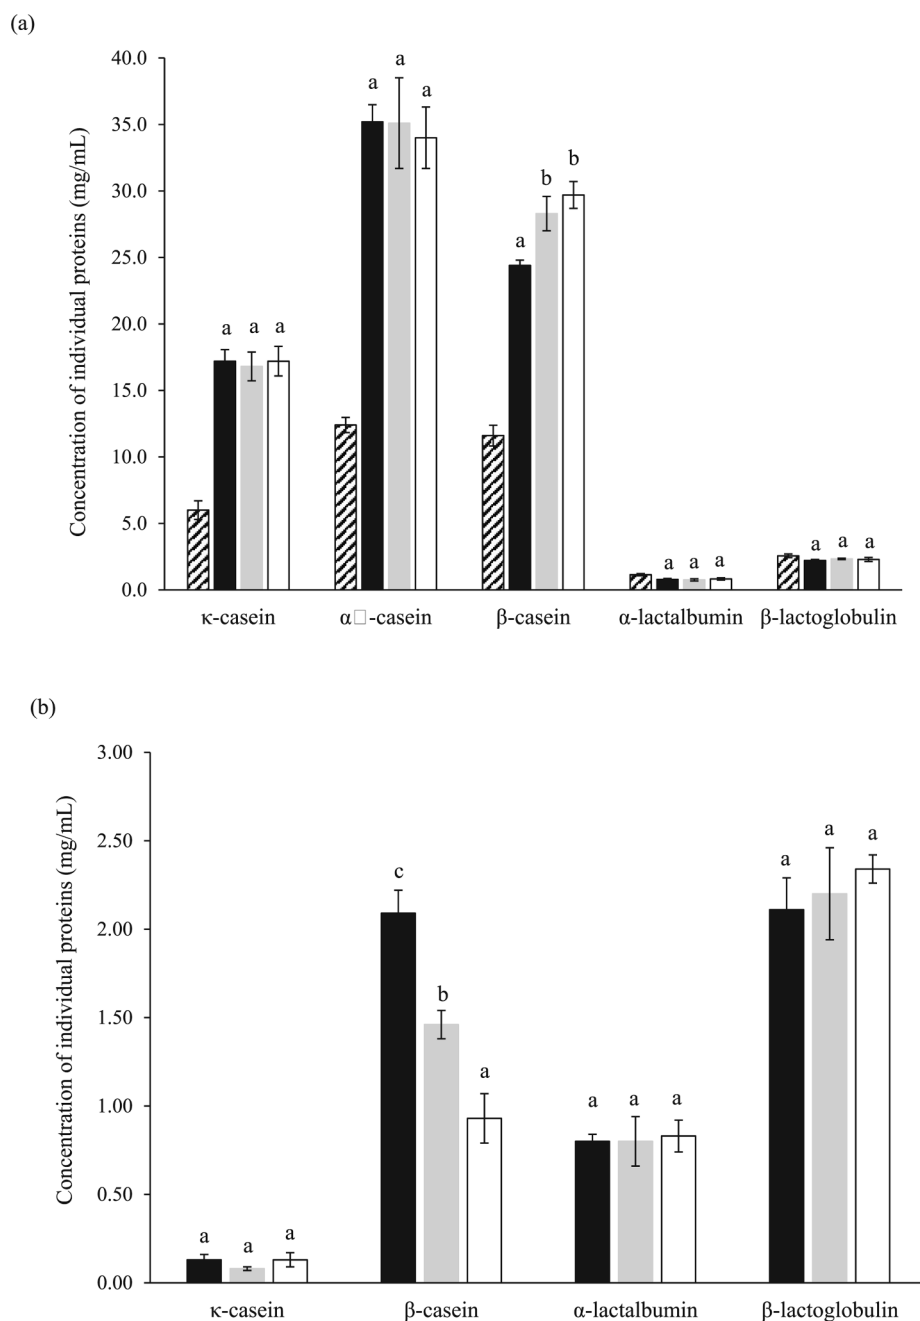 (a)
Concentration of individual proteins (mg/mL)
40.0
35.0
30.0
25.0
20.0
15.0
10.0
5.0
0.0
a a a
a a a
a b b
a a a
a a a
κ-casein α□-casein β-casein α-lactalbumin β-lactoglobulin
(b)
Concentration of individual proteins (mg/mL)
3.00
2.50
2.00
1.50
1.00
0.50
0.00
a a a
c b a
a a a
a a a
κ-casein β-casein α-lactalbumin β-lactoglobulin